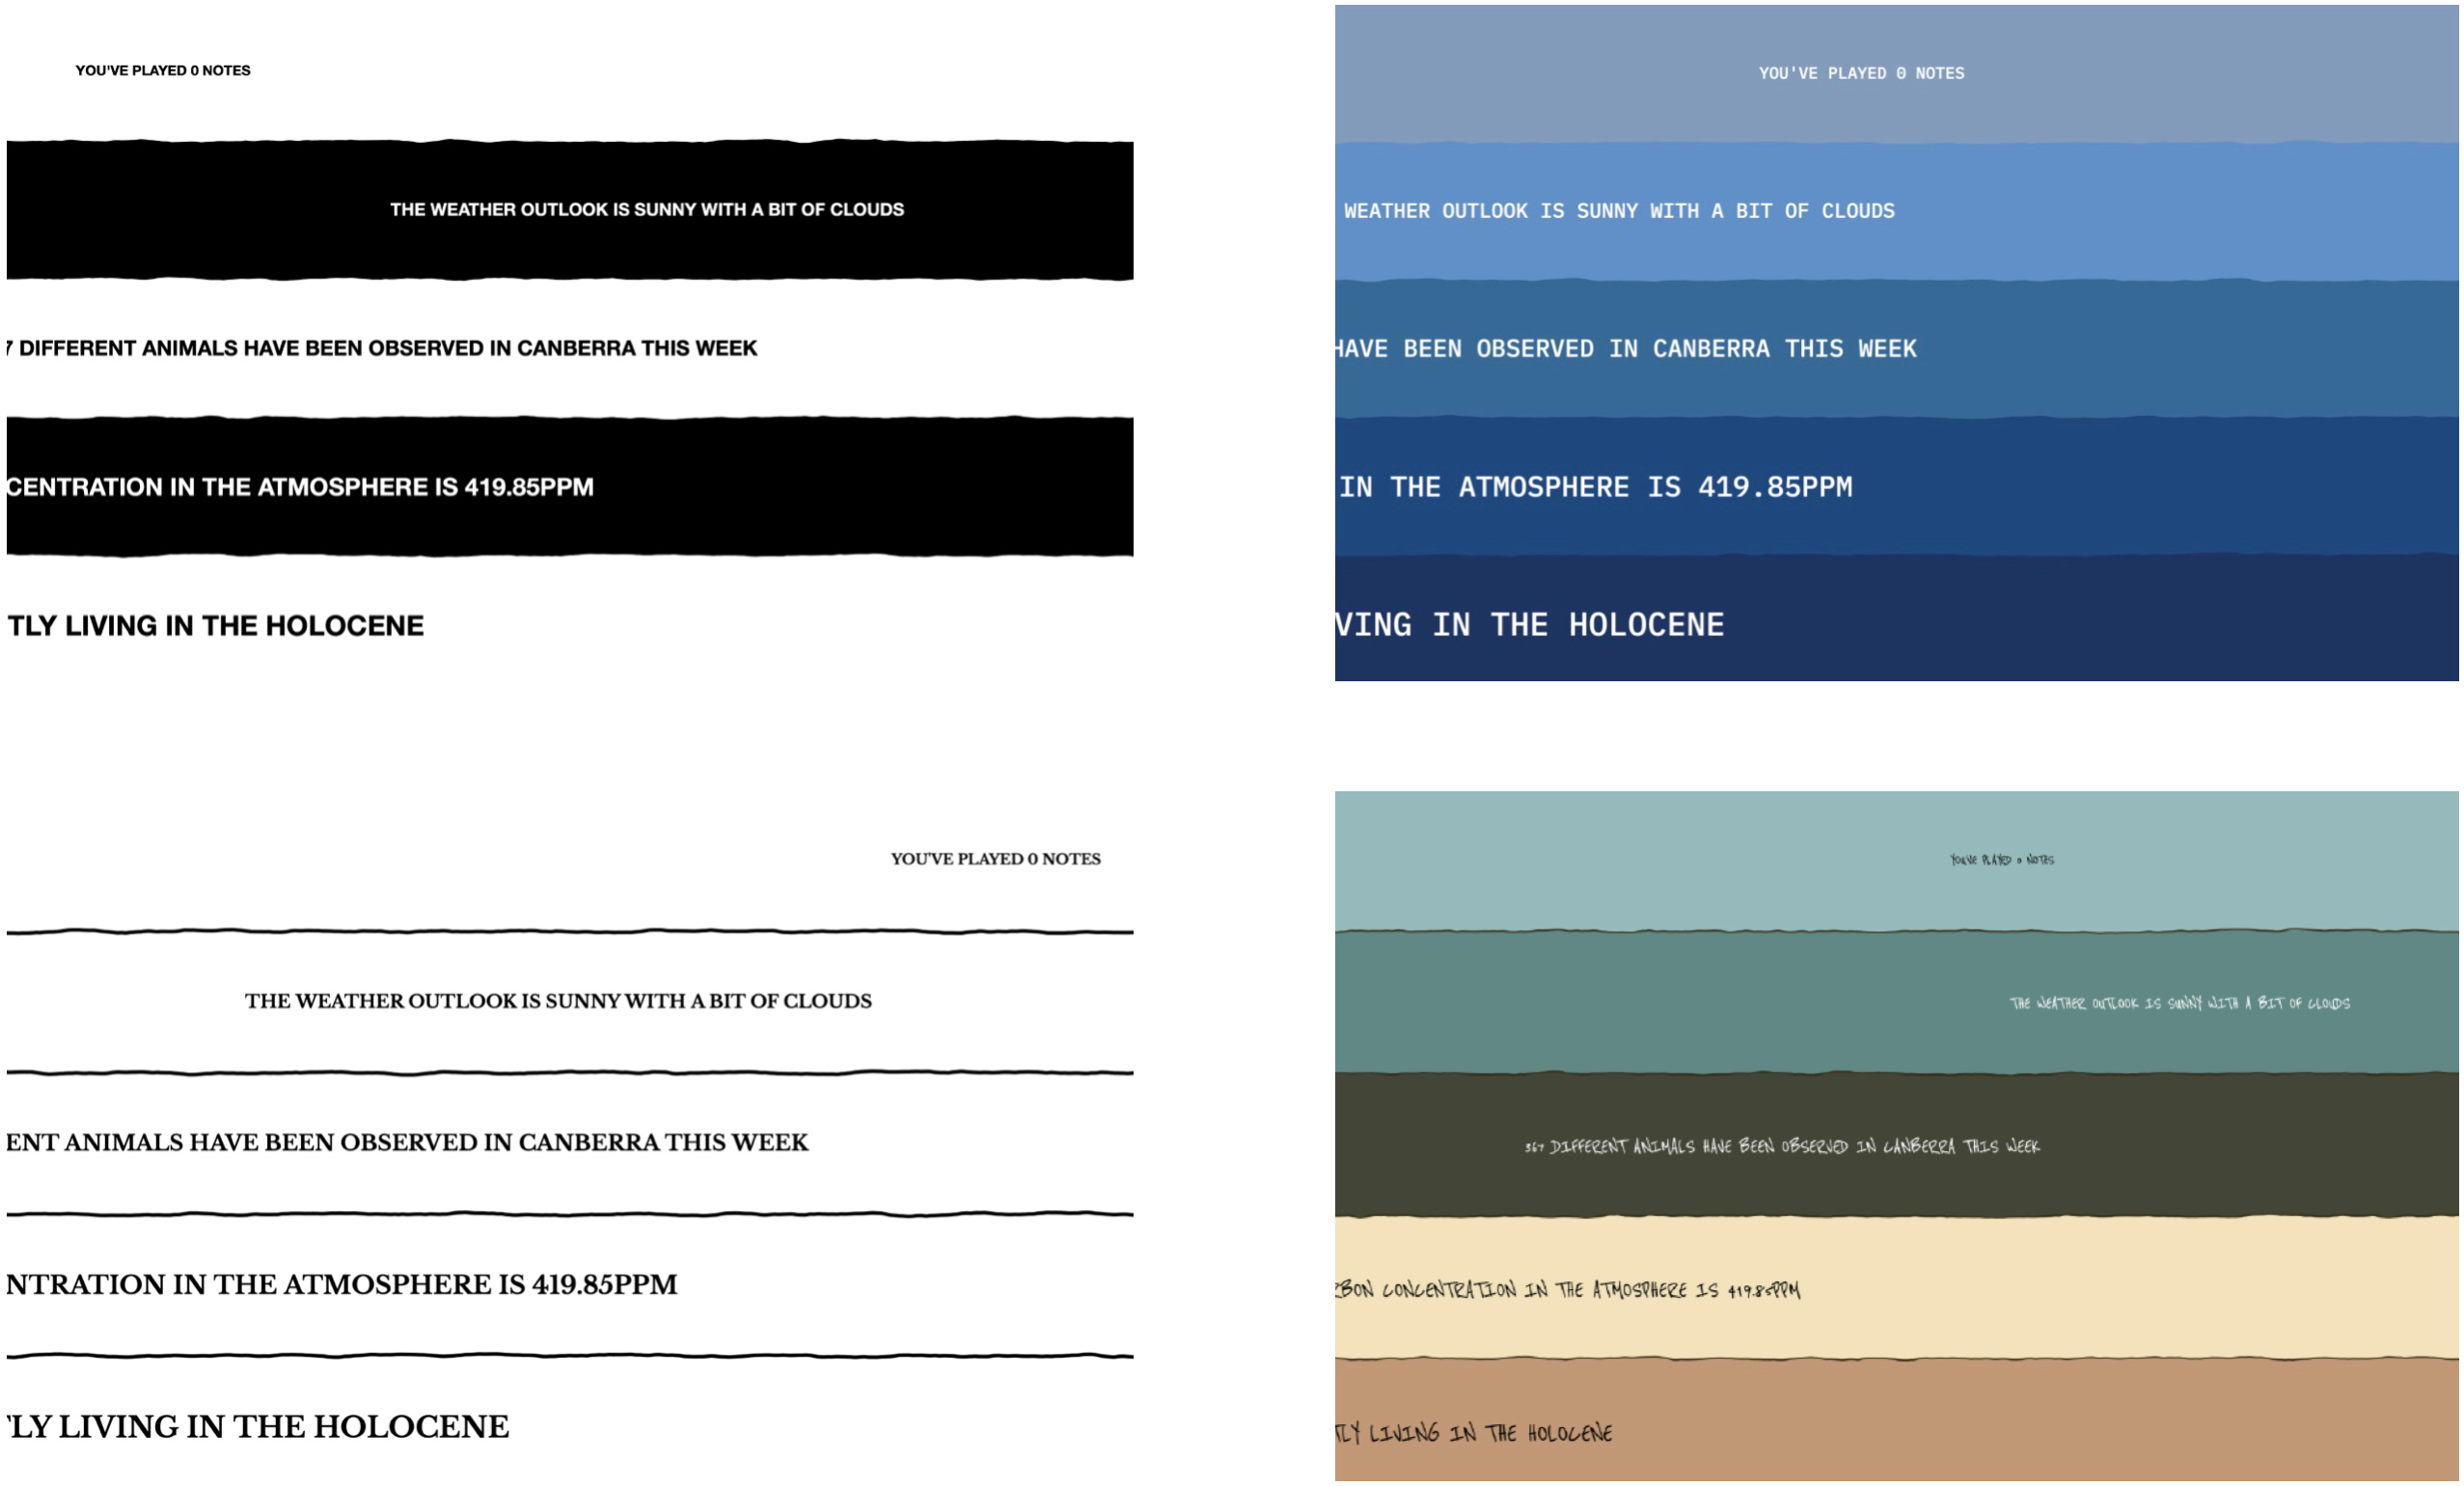 YOU'VE PLAYED 0 NOTES
THE WEATHER OUTLOOK IS SUNNY WITH A BIT OF CLOUDS
7 DIFFERENT ANIMALS HAVE BEEN OBSERVED IN CANBERRA THIS WEEK
CENTRATION IN THE ATMOSPHERE IS 419.85PPM
TLY LIVING IN THE HOLOCENE
YOU'VE PLAYED 0 NOTES
WEATHER OUTLOOK IS SUNNY WITH A BIT OF CLOUDS
HAVE BEEN OBSERVED IN CANBERRA THIS WEEK
IN THE ATMOSPHERE IS 419.85PPM
VING IN THE HOLOCENE
YOU'VE PLAYED 0 NOTES
THE WEATHER OUTLOOK IS SUNNY WITH A BIT OF CLOUDS
ENT ANIMALS HAVE BEEN OBSERVED IN CANBERRA THIS WEEK
NTRATION IN THE ATMOSPHERE IS 419.85PPM
LY LIVING IN THE HOLOCENE
YOU'VE PLAYED 0 NOTES
THE WEATHER OUTLOOK IS SUNNY WITH A BIT OF CLOUDS
367 DIFFERENT ANIMALS HAVE BEEN OBSERVED IN CANBERRA THIS WEEK
RBON CONCENTRATION IN THE ATMOSPHERE IS 419.85PPM
TLY LIVING IN THE HOLOCENE